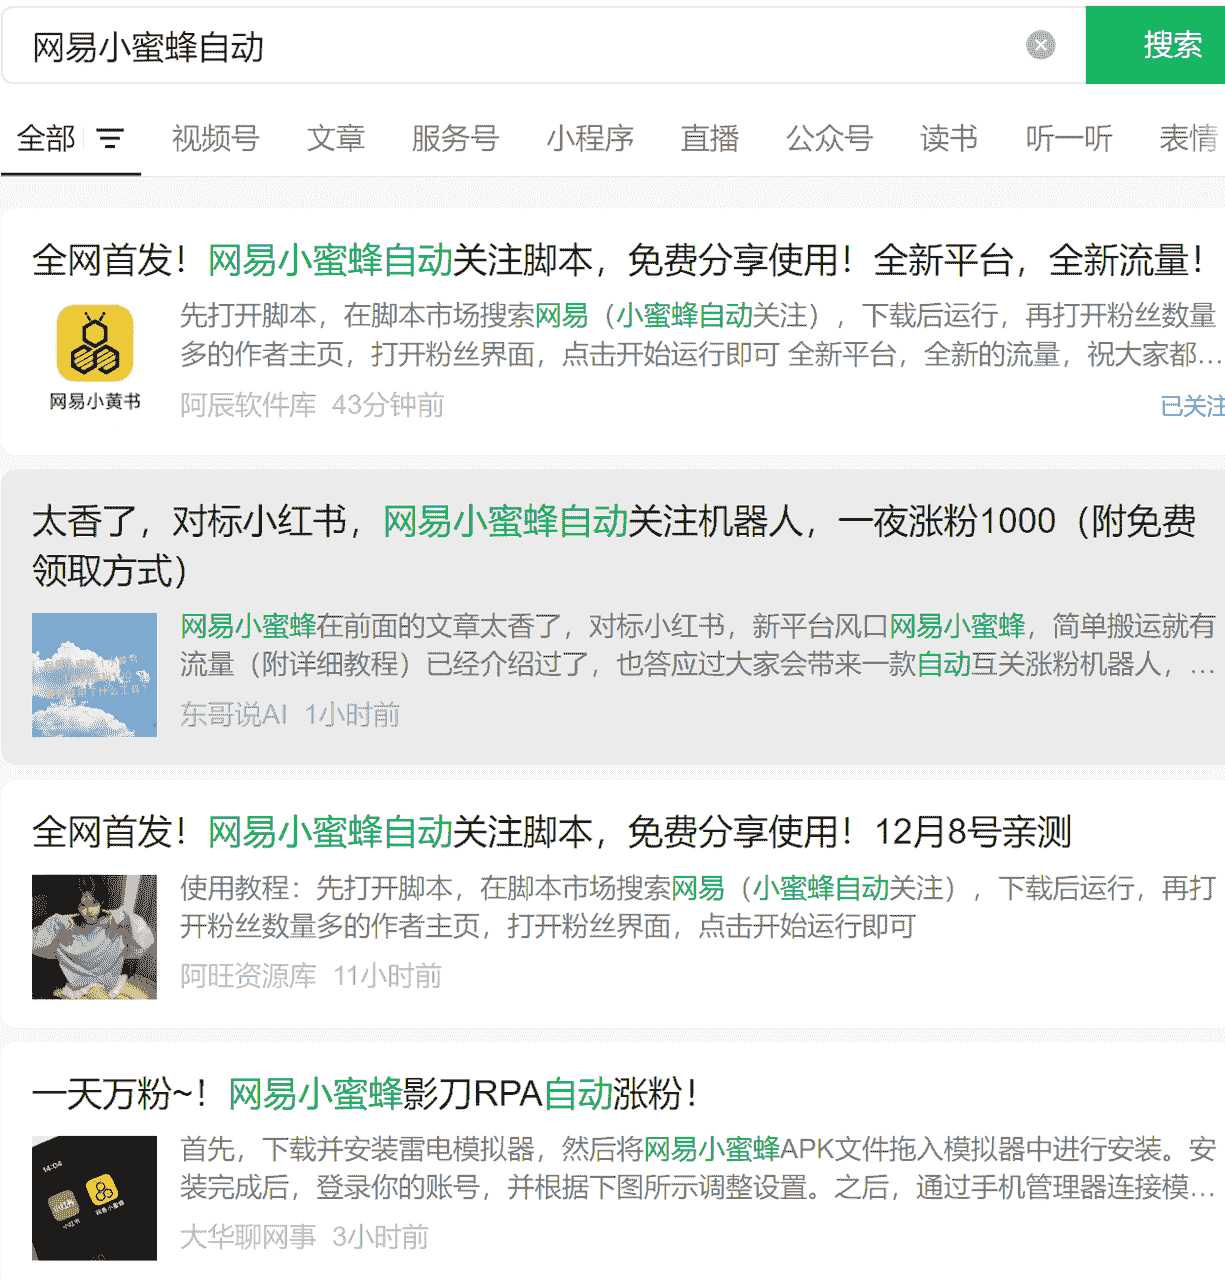 网易小蜜蜂自动
搜索
全部 视频号 文章 服务号 小程序 直播 公众号 读书 听一听 表情
全网首发！网易小蜜蜂自动关注脚本，免费分享使用！全新平台，全新流量！
先打开脚本，在脚本市场搜索网易（小蜜蜂自动关注），下载后运行，再打开粉丝数量
多的作者主页，打开粉丝界面，点击开始运行即可 全新平台，全新的流量，祝大家都...
网易小黄书
阿辰软件库 43分钟前
已关注
太香了，对标小红书，网易小蜜蜂自动关注机器人，一夜涨粉1000（附免费
领取方式）
网易小蜜蜂在前面的文章太香了，对标小红书，新平台风口网易小蜜蜂，简单搬运就有
流量（附详细教程）已经介绍过了，也答应过大家会带来一款自动互关涨粉机器人，...
东哥说AI 1小时前
全网首发！网易小蜜蜂自动关注脚本，免费分享使用！12月8号亲测
使用教程：先打开脚本，在脚本市场搜索网易（小蜜蜂自动关注），下载后运行，再打
开粉丝数量多的作者主页，打开粉丝界面，点击开始运行即可
阿旺资源库 11小时前
一天万粉~！网易小蜜蜂影刀RPA自动涨粉！
首先，下载并安装雷电模拟器，然后将网易小蜜蜂APK文件拖入模拟器中进行安装。安
装完成后，登录你的账号，并根据下图所示调整设置。之后，通过手机管理器连接模...
14:04
小红书
网易小蜜蜂
大华聊网事 3小时前